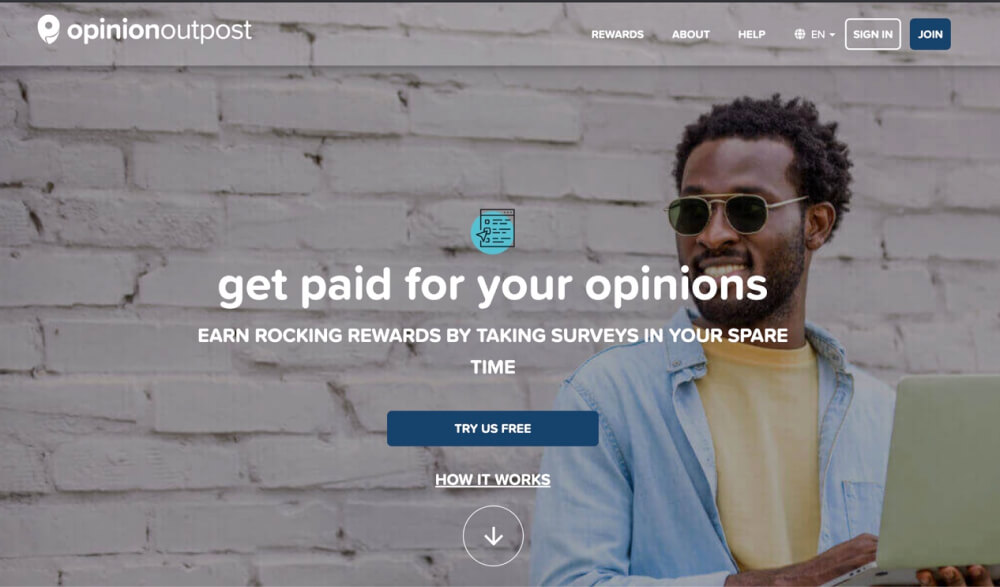 opinionoutpost
REWARDS ABOUT HELP EN SIGN IN JOIN
get paid for your opinions
EARN ROCKING REWARDS BY TAKING SURVEYS IN YOUR SPARE
TIME
TRY US FREE
HOW IT WORKS